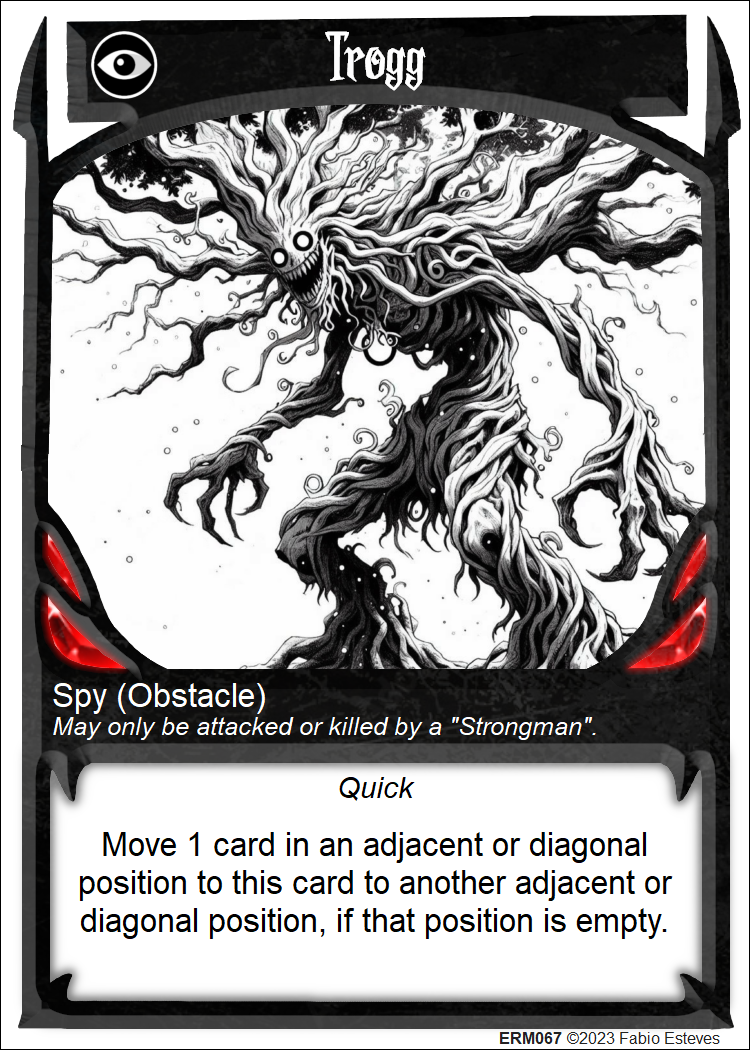 Trogg
Spy (Obstacle)
May only be attacked or killed by a "Strongman".
Quick
Move 1 card in an adjacent or diagonal
position to this card to another adjacent or
diagonal position, if that position is empty.
ERM067 ©2023 Fabio Esteves